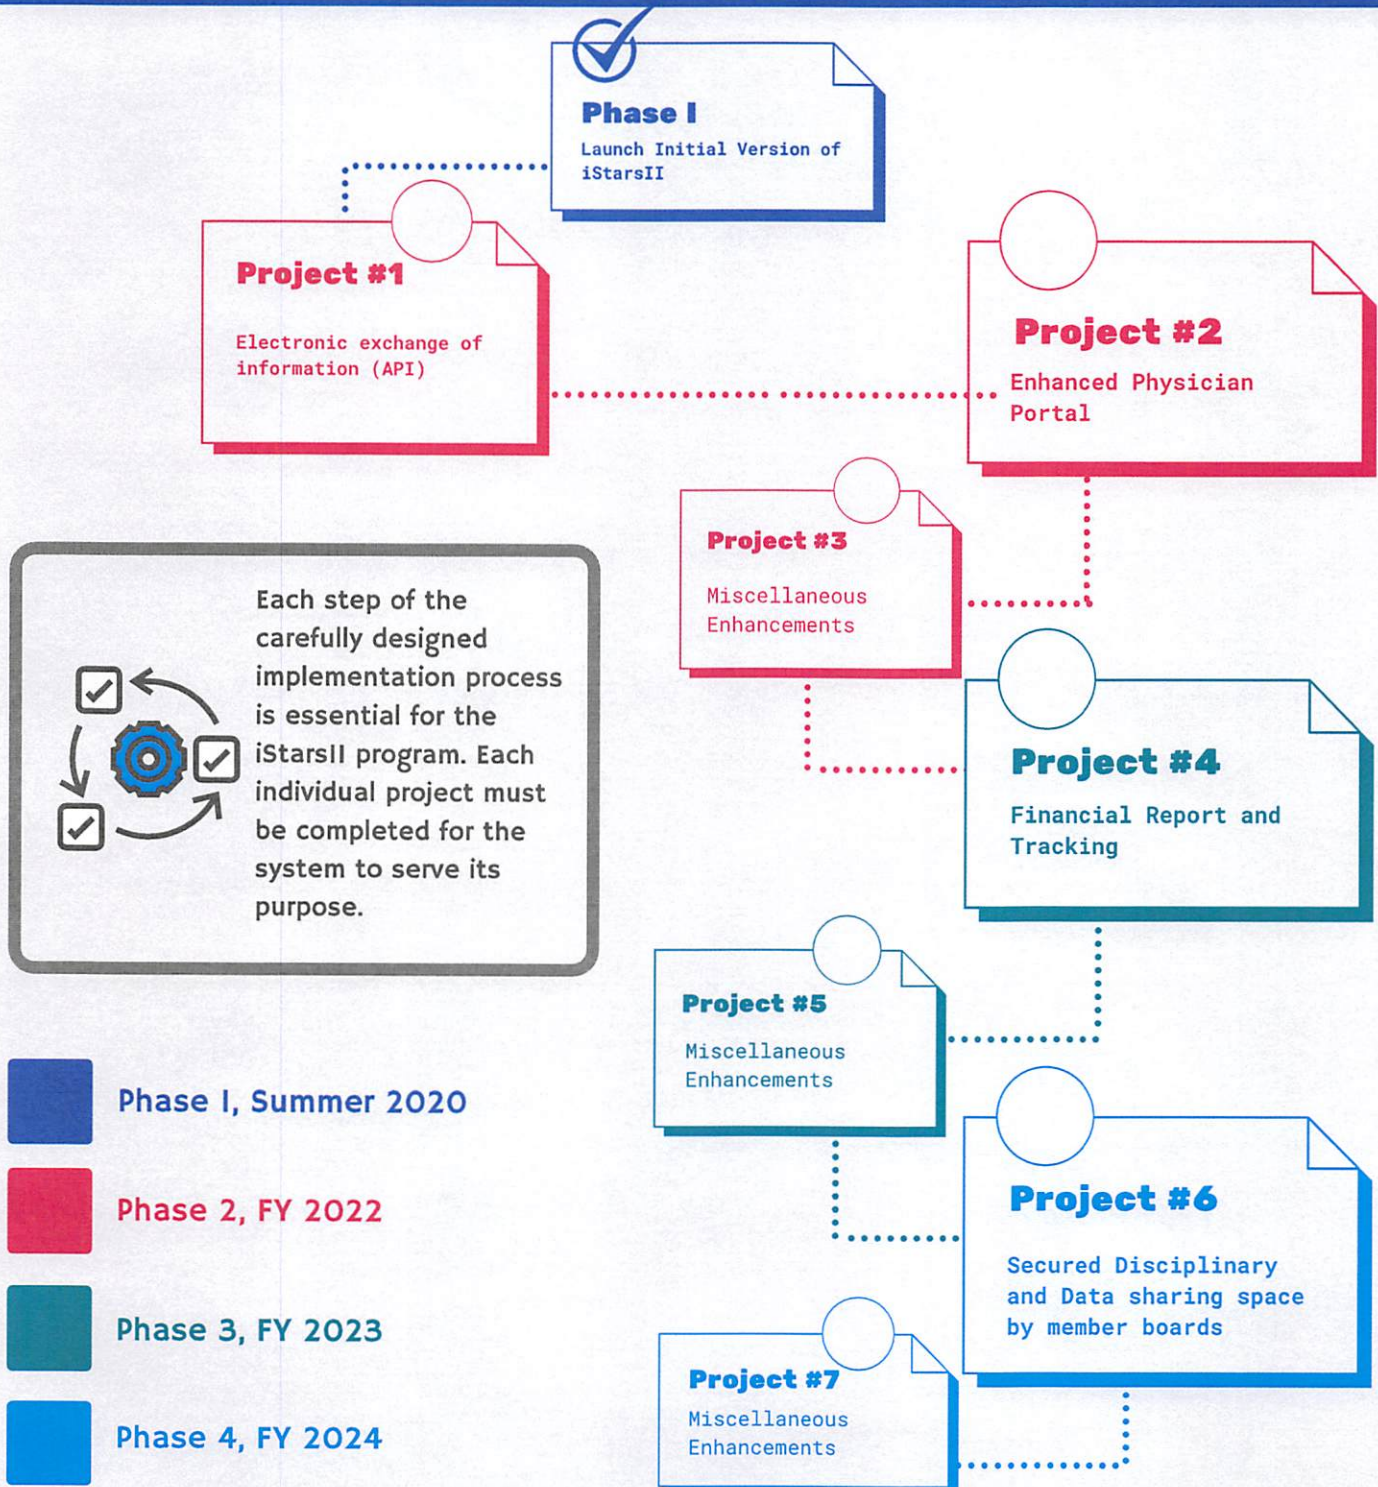 Phase I
Launch Initial Version of
iStarsII
Project #1
Electronic exchange of
information (API)
Project #2
Enhanced Physician
Portal
Project #3
Miscellaneous
Enhancements
Each step of the
carefully designed
implementation process
is essential for the
iStarsII program. Each
individual project must
be completed for the
system to serve its
purpose.
Project #4
Financial Report and
Tracking
Project #5
Miscellaneous
Enhancements
Project #6
Secured Disciplinary
and Data sharing space
by member boards
Project #7
Miscellaneous
Enhancements
Phase I, Summer 2020
Phase 2, FY 2022
Phase 3, FY 2023
Phase 4, FY 2024